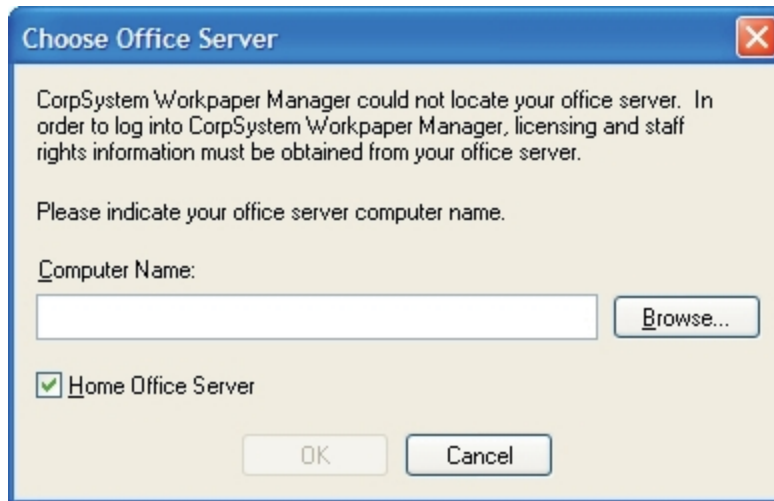 Choose Office Server
CorpSystem Workpaper Manager could not locate your office server. In
order to log into CorpSystem Workpaper Manager, licensing and staff
rights information must be obtained from your office server.
Please indicate your office server computer name.
Computer Name:
Browse...
Home Office Server
OK Cancel